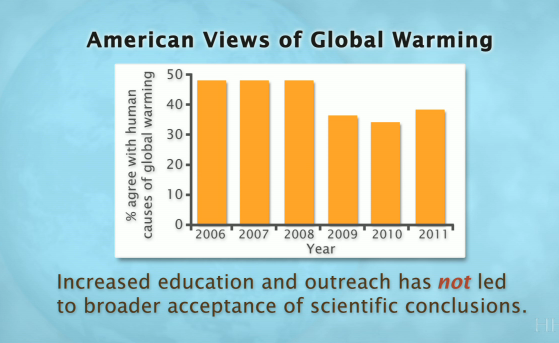 American Views of Global Warming
% agree with human
causes of global warming
50
40
30
20
10
0
2006 2007 2008 2009 2010 2011
Year
Increased education and outreach has not led
to broader acceptance of scientific conclusions.